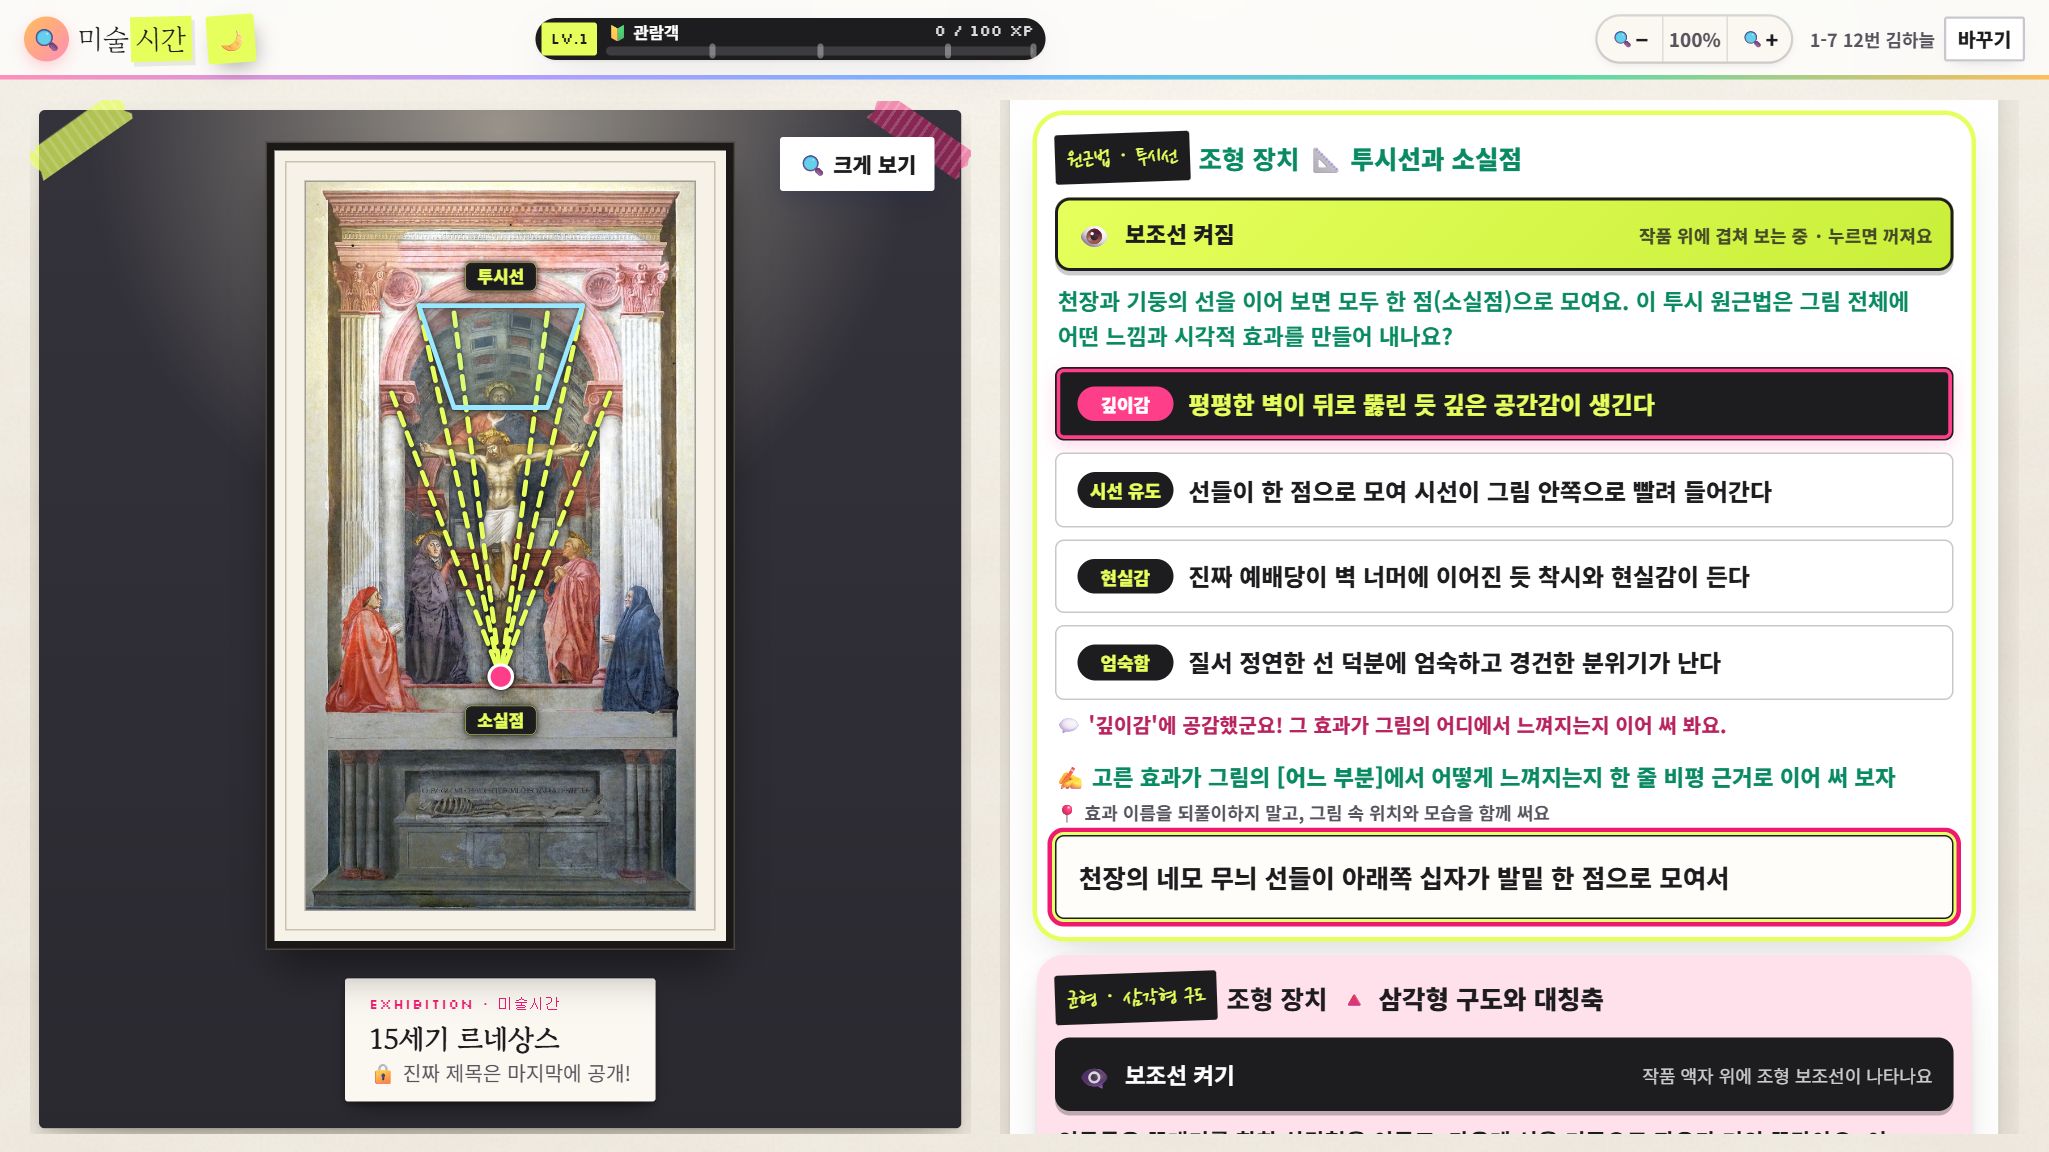 미술 시간
LV.1 관람객 0 / 100 XP
− 100% + 1-7 12번 김하늘 바꾸기
크게 보기
투시선
소실점
EXHIBITION · 미술시간
15세기 르네상스
진짜 제목은 마지막에 공개!
원근법 · 투시선 조형 장치 투시선과 소실점
보조선 켜짐 작품 위에 겹쳐 보는 중 · 누르면 꺼져요
천장과 기둥의 선을 이어 보면 모두 한 점(소실점)으로 모여요. 이 투시 원근법은 그림 전체에
어떤 느낌과 시각적 효과를 만들어 내나요?
깊이감 평평한 벽이 뒤로 뚫린 듯 깊은 공간감이 생긴다
시선 유도 선들이 한 점으로 모여 시선이 그림 안쪽으로 빨려 들어간다
현실감 진짜 예배당이 벽 너머에 이어진 듯 착시와 현실감이 든다
엄숙함 질서 정연한 선 덕분에 엄숙하고 경건한 분위기가 난다
'깊이감'에 공감했군요! 그 효과가 그림의 어디에서 느껴지는지 이어 써 봐요.
고른 효과가 그림의 [어느 부분]에서 어떻게 느껴지는지 한 줄 비평 근거로 이어 써 보자
효과 이름을 되풀이하지 말고, 그림 속 위치와 모습을 함께 써요
천장의 네모 무늬 선들이 아래쪽 십자가 발밑 한 점으로 모여서
균형 · 삼각형 구도 조형 장치 삼각형 구도와 대칭축
보조선 켜기 작품 액자 위에 조형 보조선이 나타나요